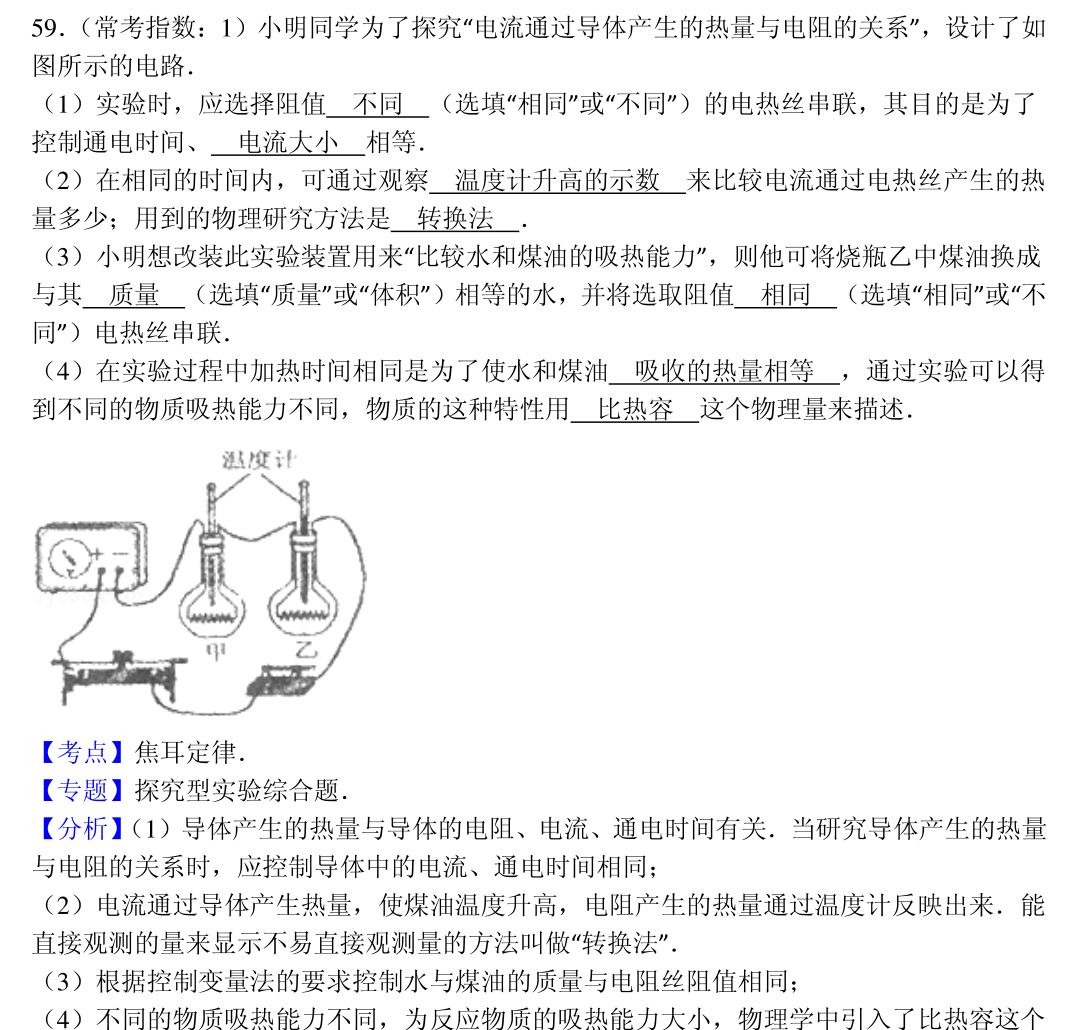 59.（常考指数：1）小明同学为了探究“电流通过导体产生的热量与电阻的关系”，设计了如
图所示的电路．
（1）实验时，应选择阻值 不同 （选填“相同”或“不同”）的电热丝串联，其目的是为了
控制通电时间、 电流大小 相等．
（2）在相同的时间内，可通过观察 温度计升高的示数 来比较电流通过电热丝产生的热
量多少；用到的物理研究方法是 转换法 ．
（3）小明想改装此实验装置用来“比较水和煤油的吸热能力”，则他可将烧瓶乙中煤油换成
与其 质量 （选填“质量”或“体积”）相等的水，并将选取阻值 相同 （选填“相同”或“不
同”）电热丝串联．
（4）在实验过程中加热时间相同是为了使水和煤油 吸收的热量相等 ，通过实验可以得
到不同的物质吸热能力不同，物质的这种特性用 比热容 这个物理量来描述．
温度计
+ −
甲 乙
【考点】焦耳定律．
【专题】探究型实验综合题．
【分析】（1）导体产生的热量与导体的电阻、电流、通电时间有关．当研究导体产生的热量
与电阻的关系时，应控制导体中的电流、通电时间相同；
（2）电流通过导体产生热量，使煤油温度升高，电阻产生的热量通过温度计反映出来．能
直接观测的量来显示不易直接观测量的方法叫做“转换法”．
（3）根据控制变量法的要求控制水与煤油的质量与电阻丝阻值相同；
（4）不同的物质吸热能力不同，为反应物质的吸热能力大小，物理学中引入了比热容这个